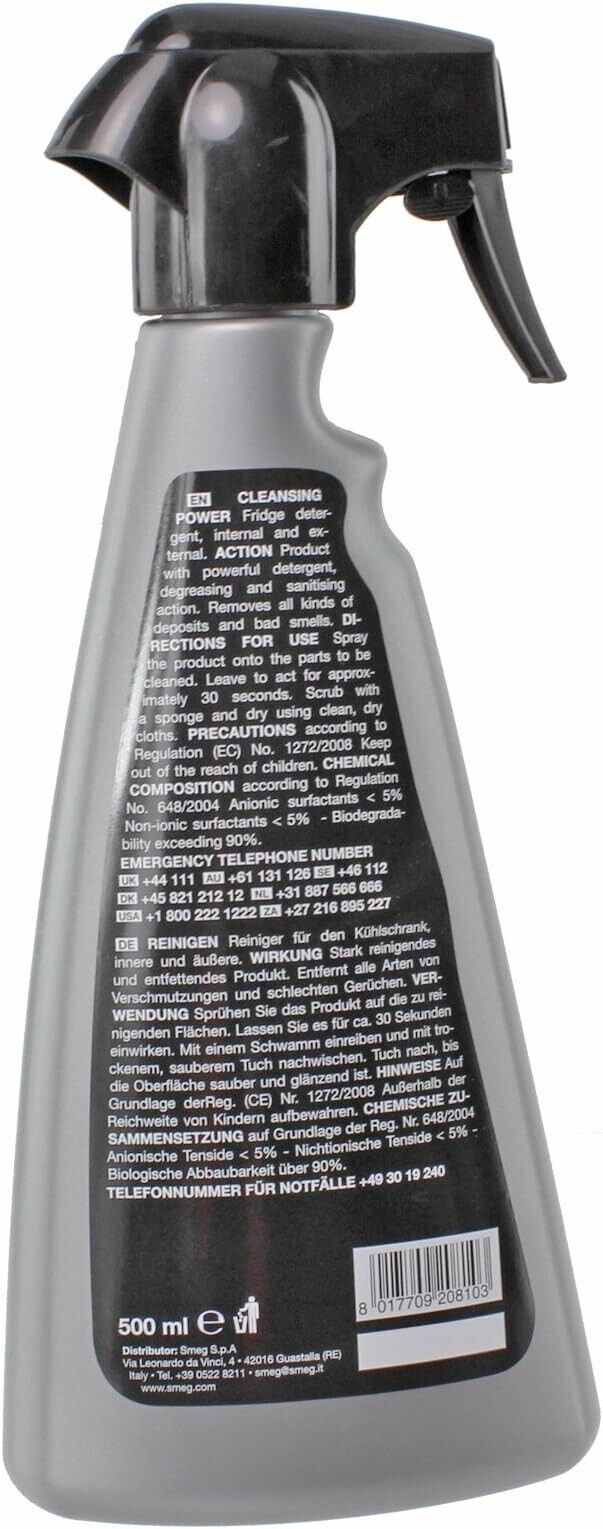 EN CLEANSING
POWER Fridge deter-
gent, internal and ex-
ternal. ACTION Product
with powerful detergent,
degreasing and sanitising
action. Removes all kinds of
deposits and bad smells. DI-
RECTIONS FOR USE Spray
the product onto the parts to be
cleaned. Leave to act for approx-
imately 30 seconds. Scrub with
a sponge and dry using clean, dry
cloths. PRECAUTIONS according to
Regulation (EC) No. 1272/2008 Keep
out of the reach of children. CHEMICAL
COMPOSITION according to Regulation
No. 648/2004 Anionic surfactants < 5%
Non-ionic surfactants < 5% - Biodegrada-
bility exceeding 90%.
EMERGENCY TELEPHONE NUMBER
UK +44 111 AU +61 131 126 SE +46 112
DK +45 821 212 12 NL +31 887 566 666
USA +1 800 222 1222 ZA +27 216 895 227
DE REINIGEN Reiniger für den Kühlschrank,
innere und äußere. WIRKUNG Stark reinigendes
und entfettendes Produkt. Entfernt alle Arten von
Verschmutzungen und schlechten Gerüchen. VER-
WENDUNG Sprühen Sie das Produkt auf die zu rei-
nigenden Flächen. Lassen Sie es für ca. 30 Sekunden
einwirken. Mit einem Schwamm einreiben und mit tro-
ckenem, sauberem Tuch nachwischen. Tuch nach, bis
die Oberfläche sauber und glänzend ist. HINWEISE Auf
Grundlage derReg. (CE) Nr. 1272/2008 Außerhalb der
Reichweite von Kindern aufbewahren. CHEMISCHE ZU-
SAMMENSETZUNG auf Grundlage der Reg. Nr. 648/2004
Anionische Tenside < 5% - Nichtionische Tenside < 5% -
Biologische Abbaubarkeit über 90%.
TELEFONNUMMER FÜR NOTFÄLLE +49 30 19 240
8 017709 208103
500 ml e
Distributor: Smeg S.p.A
Via Leonardo da Vinci, 4 • 42016 Guastalla (RE)
Italy • Tel. +39 0522 8211 • smeg@smeg.it
www.smeg.com